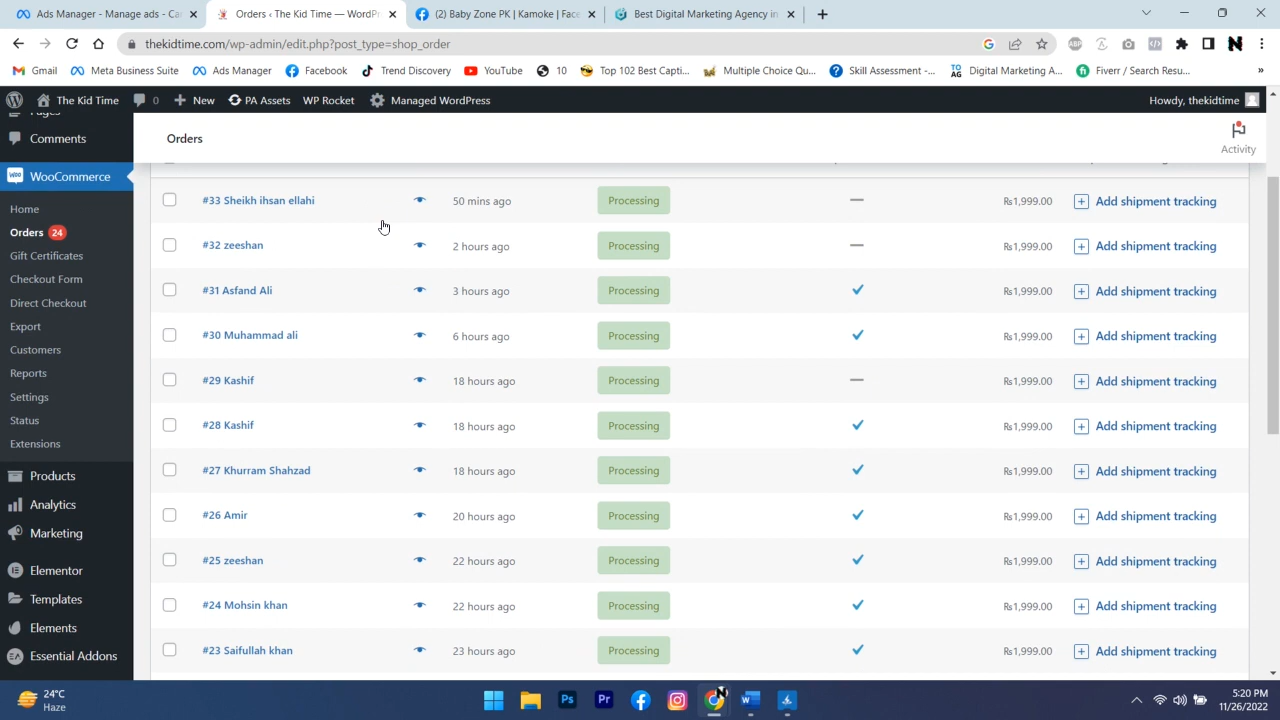 Ads Manager - Manage ads - Ca
Orders ‹ The Kid Time — WordPr
(2) Baby Zone PK | Kamoke | Fac
Best Digital Marketing Agency in
thekidtime.com/wp-admin/edit.php?post_type=shop_order
Gmail
Meta Business Suite
Ads Manager
Facebook
Trend Discovery
YouTube
10
Top 102 Best Capti...
Multiple Choice Qu...
Skill Assessment -...
Digital Marketing A...
Fiverr / Search Resu...
The Kid Time
0
New
PA Assets
WP Rocket
Managed WordPress
Howdy, thekidtime
Pages
Comments
WooCommerce
Home
Orders 24
Gift Certificates
Checkout Form
Direct Checkout
Export
Customers
Reports
Settings
Status
Extensions
Products
Analytics
Marketing
Elementor
Templates
Elements
Essential Addons
Orders
Activity
#33 Sheikh ihsan ellahi 50 mins ago Processing ₨1,999.00 Add shipment tracking
#32 zeeshan 2 hours ago Processing ₨1,999.00 Add shipment tracking
#31 Asfand Ali 3 hours ago Processing ₨1,999.00 Add shipment tracking
#30 Muhammad ali 6 hours ago Processing ₨1,999.00 Add shipment tracking
#29 Kashif 18 hours ago Processing ₨1,999.00 Add shipment tracking
#28 Kashif 18 hours ago Processing ₨1,999.00 Add shipment tracking
#27 Khurram Shahzad 18 hours ago Processing ₨1,999.00 Add shipment tracking
#26 Amir 20 hours ago Processing ₨1,999.00 Add shipment tracking
#25 zeeshan 22 hours ago Processing ₨1,999.00 Add shipment tracking
#24 Mohsin khan 22 hours ago Processing ₨1,999.00 Add shipment tracking
#23 Saifullah khan 23 hours ago Processing ₨1,999.00 Add shipment tracking
24°C
Haze
5:20 PM
11/26/2022